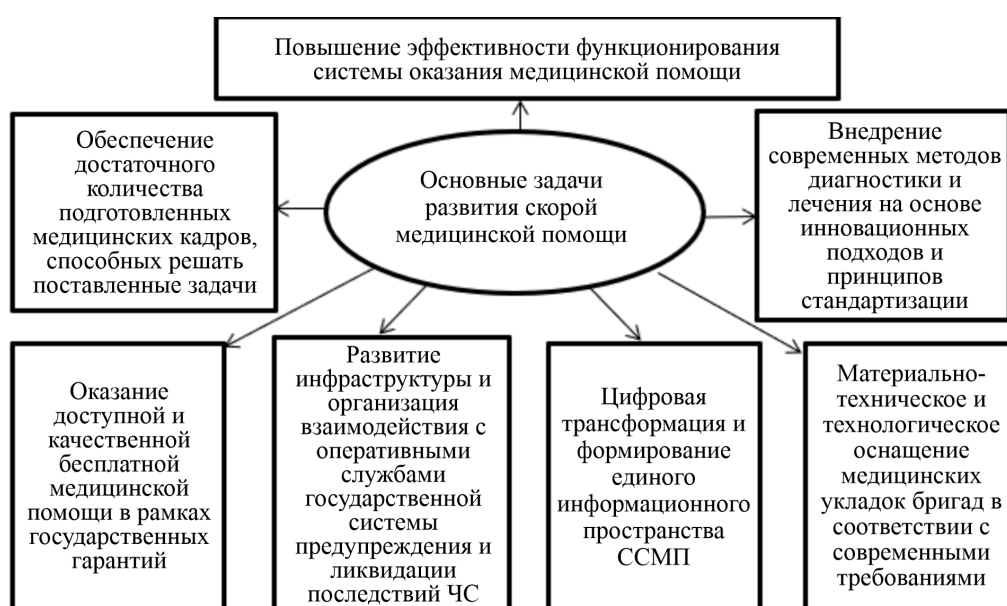 Повышение эффективности функционирования
системы оказания медицинской помощи
Обеспечение
достаточного
количества
подготовленных
медицинских кадров,
способных решать
поставленные задачи
Основные задачи
развития скорой
медицинской помощи
Внедрение
современных методов
диагностики и
лечения на основе
инновационных
подходов и
принципов
стандартизации
Оказание
доступной и
качественной
бесплатной
медицинской
помощи в рамках
государственных
гарантий
Развитие
инфраструктуры и
организация
взаимодействия с
оперативными
службами
государственной
системы
предупреждения и
ликвидации
последствий ЧС
Цифровая
трансформация и
формирование
единого
информационного
пространства
ССМП
Материально-
техническое и
технологическое
оснащение
медицинских
укладок бригад в
соответствии с
современными
требованиями